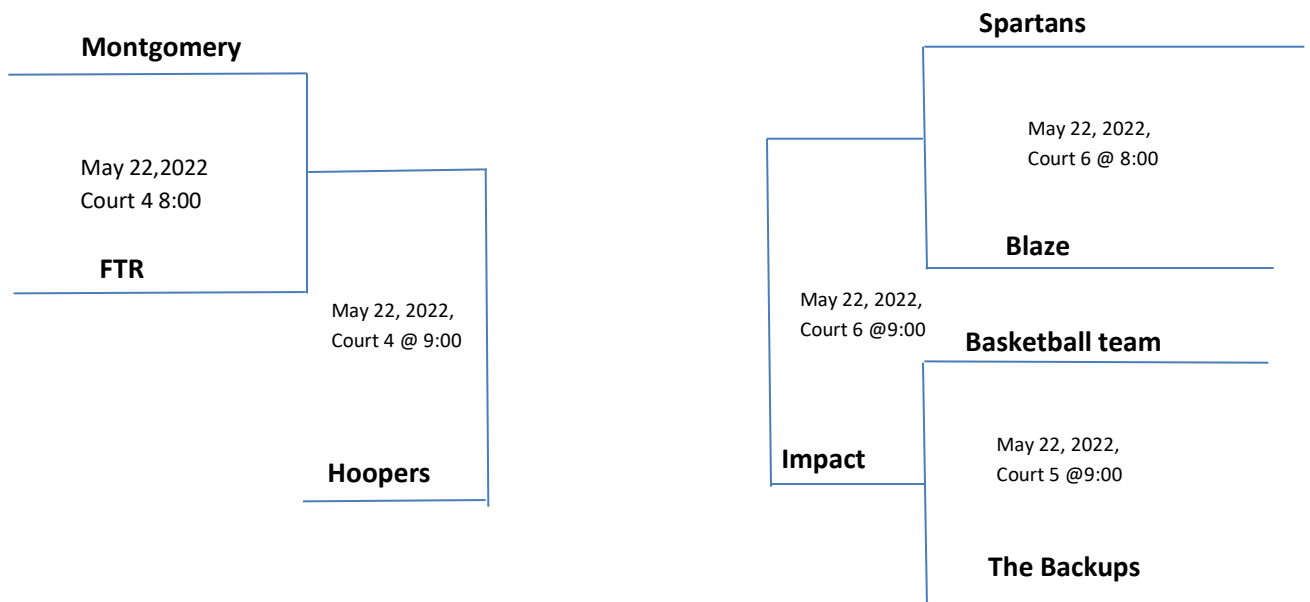 Montgomery
May 22,2022
Court 4 8:00
FTR
May 22, 2022,
Court 4 @ 9:00
Hoopers
Spartans
May 22, 2022,
Court 6 @ 8:00
Blaze
May 22, 2022,
Court 6 @9:00
Basketball team
Impact
May 22, 2022,
Court 5 @9:00
The Backups